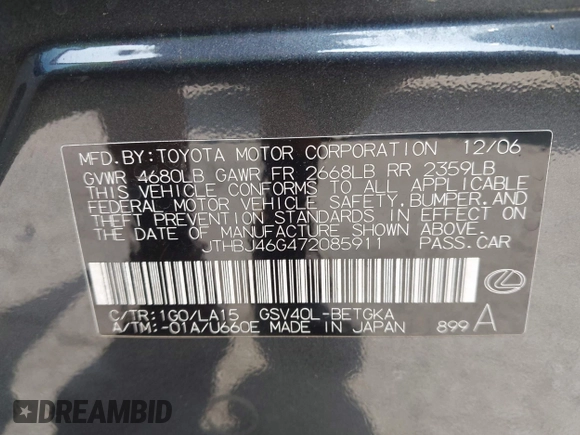 MFD. BY: TOYOTA MOTOR CORPORATION 12/06
GVWR 4680LB GAWR FR 2668LB RR 2359LB
THIS VEHICLE CONFORMS TO ALL APPLICABLE
FEDERAL MOTOR VEHICLE SAFETY, BUMPER, AND
THEFT PREVENTION STANDARDS IN EFFECT ON
THE DATE OF MANUFACTURE SHOWN ABOVE.
JTHBJ46G472085911 PASS. CAR
C/TR: 1G0/LA15 GSV40L-BETGKA
A/TM: -01A/U660E MADE IN JAPAN 899 A
DREAMBID